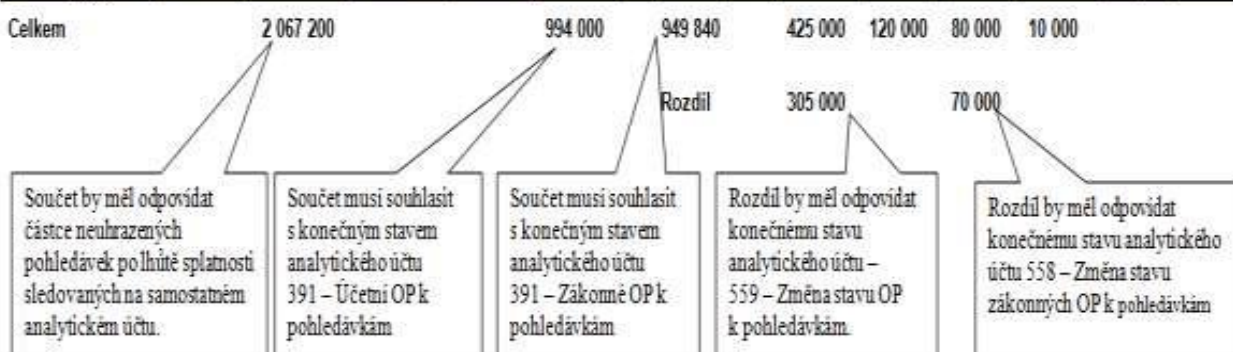 Celkem 2 067 200 994 000 949 840 425 000 120 000 80 000 10 000
Rozdíl 305 000 70 000
Součet by měl odpovídat
částce neuhrazených
pohledávek po lhůtě splatnosti
sledovaných na samostatném
analytickém účtu.
Součet musí souhlasit
s konečným stavem
analytického účtu
391 – Účetní OP k
pohledávkám
Součet musí souhlasit
s konečným stavem
analytického účtu
391 – Zákonné OP k
pohledávkám
Rozdíl by měl odpovídat
konečnému stavu
analytického účtu –
559 – Změna stavu OP
k pohledávkám.
Rozdíl by měl odpovídat
konečnému stavu analytického
účtu 558 – Změna stavu
zákonných OP k pohledávkám